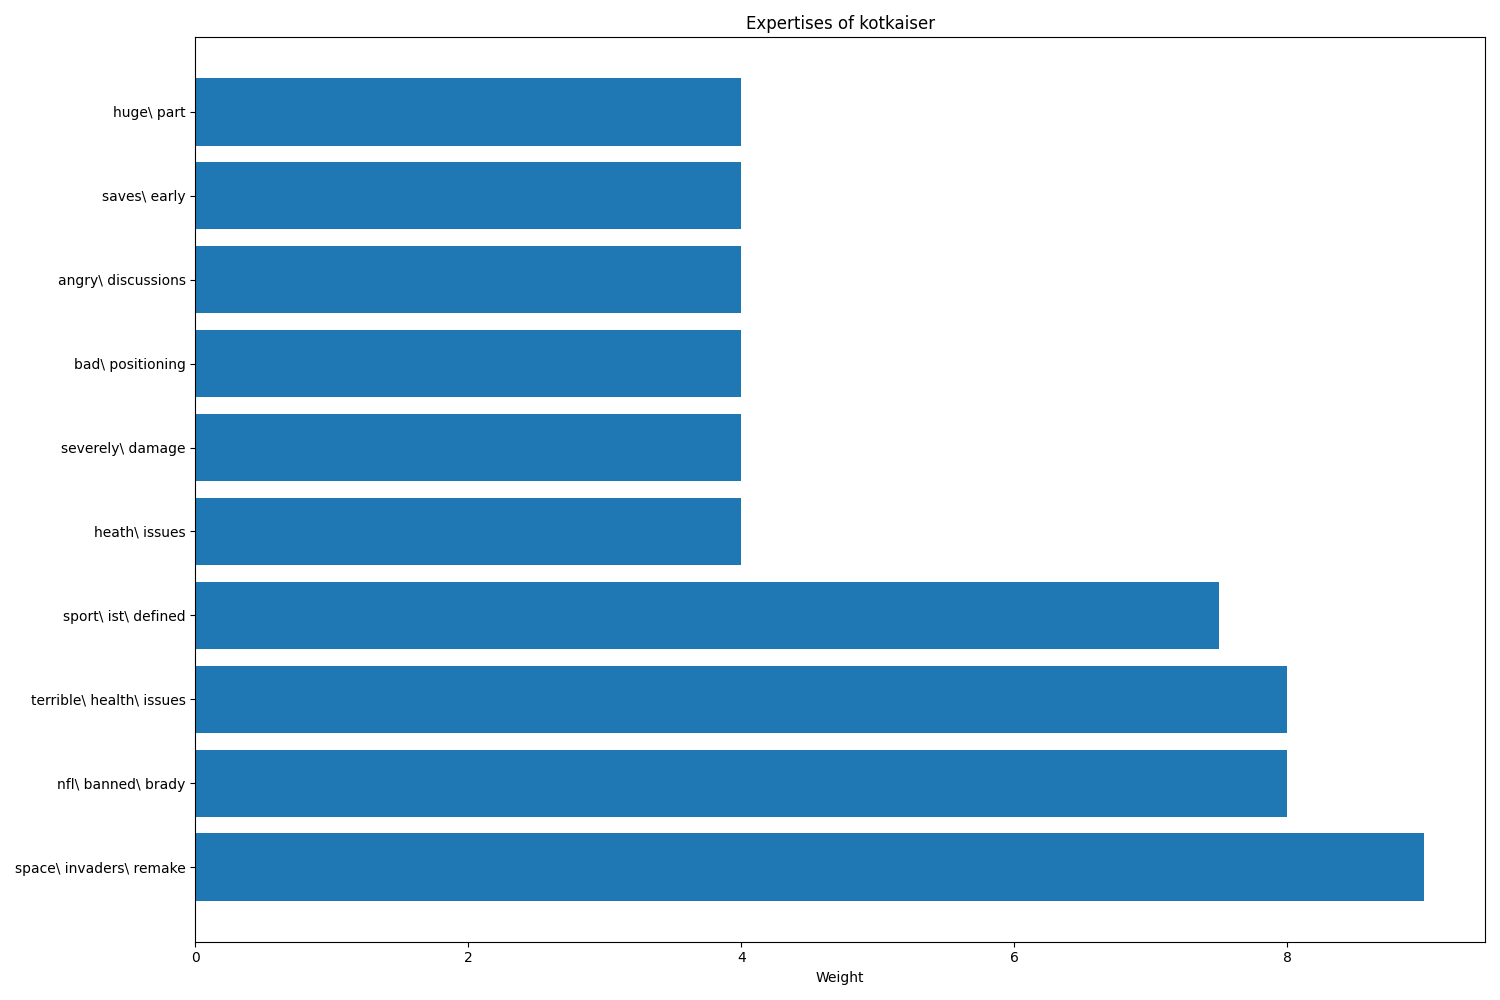 Expertises of kotkaiser
huge\ part
saves\ early
angry\ discussions
bad\ positioning
severely\ damage
heath\ issues
sport\ ist\ defined
terrible\ health\ issues
nfl\ banned\ brady
space\ invaders\ remake
0 2 4 6 8
Weight